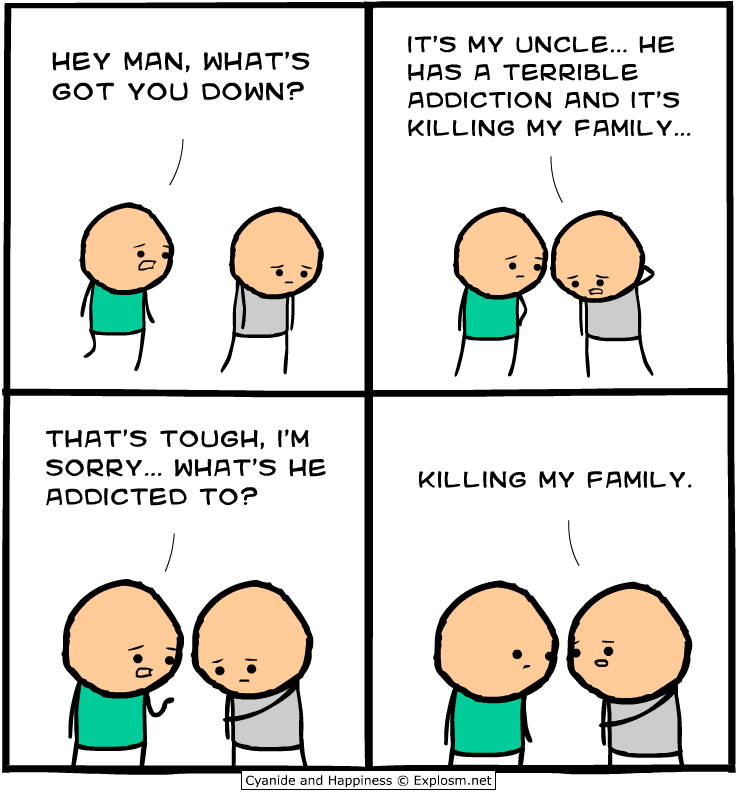 HEY MAN, WHAT'S
GOT YOU DOWN?
IT'S MY UNCLE... HE
HAS A TERRIBLE
ADDICTION AND IT'S
KILLING MY FAMILY...
THAT'S TOUGH, I'M
SORRY... WHAT'S HE
ADDICTED TO?
KILLING MY FAMILY.
Cyanide and Happiness © Explosm.net